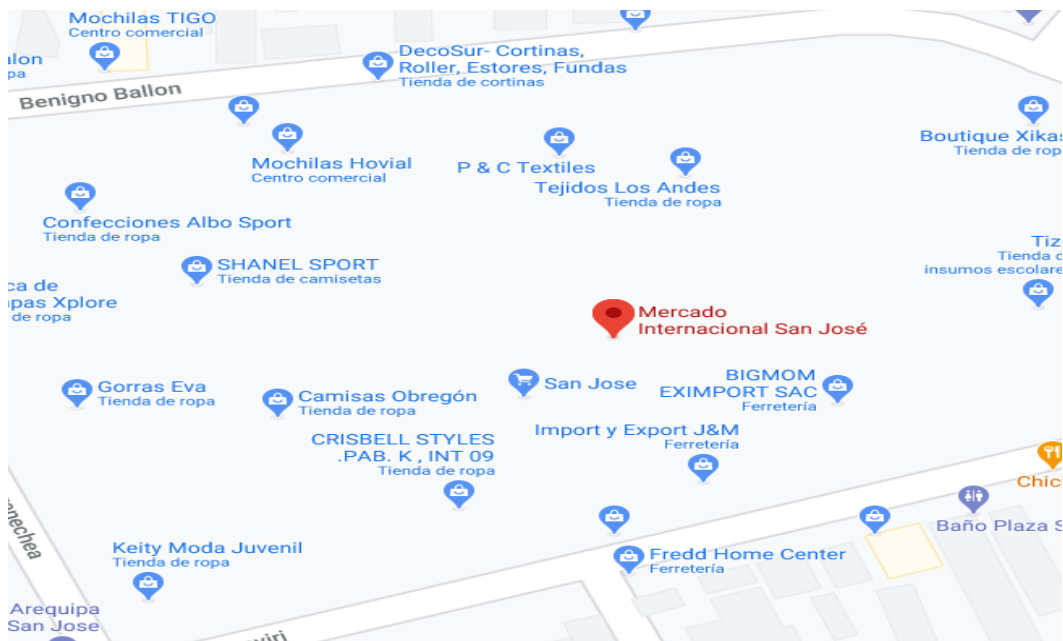 Mochilas TIGO
Centro comercial
DecoSur- Cortinas,
Roller, Estores, Fundas
Tienda de cortinas
Benigno Ballon
Mochilas Hovial
Centro comercial
P & C Textiles
Tejidos Los Andes
Tienda de ropa
Boutique Xikas
Tienda de rop
Confecciones Albo Sport
Tienda de ropa
SHANEL SPORT
Tienda de camisetas
Tiz
Tienda d
insumos escolare
ca de
apas Xplore
de ropa
Mercado
Internacional San José
Gorras Eva
Tienda de ropa
Camisas Obregón
Tienda de ropa
San Jose
BIGMOM
EXIMPORT SAC
Ferretería
CRISBELL STYLES
.PAB. K , INT 09
Tienda de ropa
Import y Export J&M
Ferretería
Chic
Baño Plaza S
enechea
Keity Moda Juvenil
Tienda de ropa
Fredd Home Center
Ferretería
Arequipa
San Jose